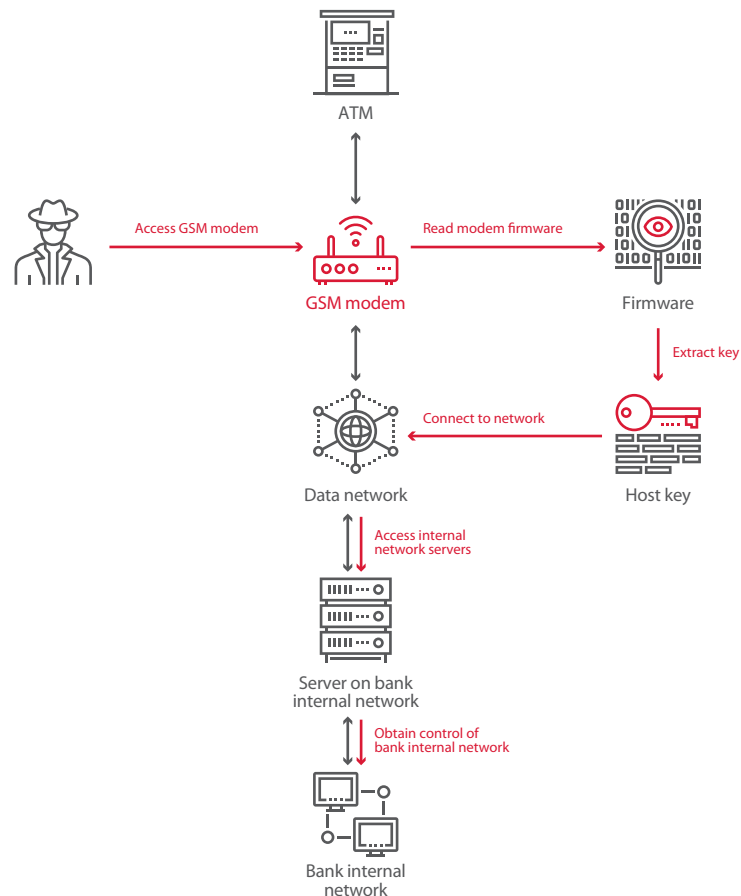 ATM
Access GSM modem
Read modem firmware
GSM modem
Firmware
Extract key
Connect to network
Data network
Host key
Access internal
network servers
Server on bank
internal network
Obtain control of
bank internal network
Bank internal
network